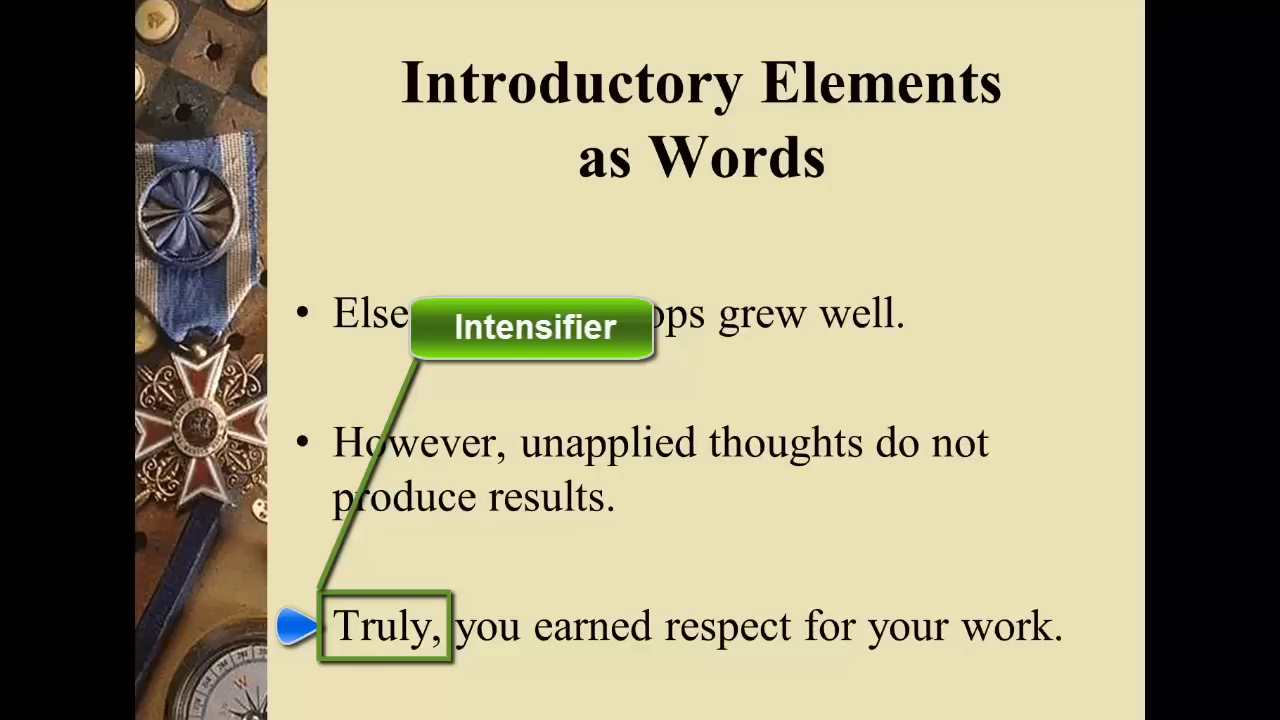 Introductory Elements
as Words
• Else
Intensifier
ops grew well.
• However, unapplied thoughts do not
produce results.
Truly, you earned respect for your work.